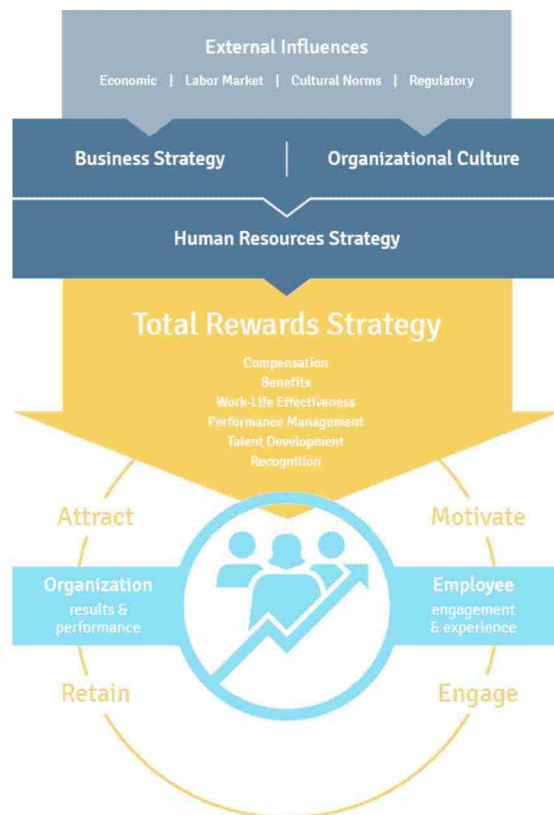 External Influences
Economic | Labor Market | Cultural Norms | Regulatory
Business Strategy | Organizational Culture
Human Resources Strategy
Total Rewards Strategy
Compensation
Benefits
Work-Life Effectiveness
Performance Management
Talent Development
Recognition
Attract
Motivate
Organization
results &
performance
Employee
engagement
& experience
Retain
Engage